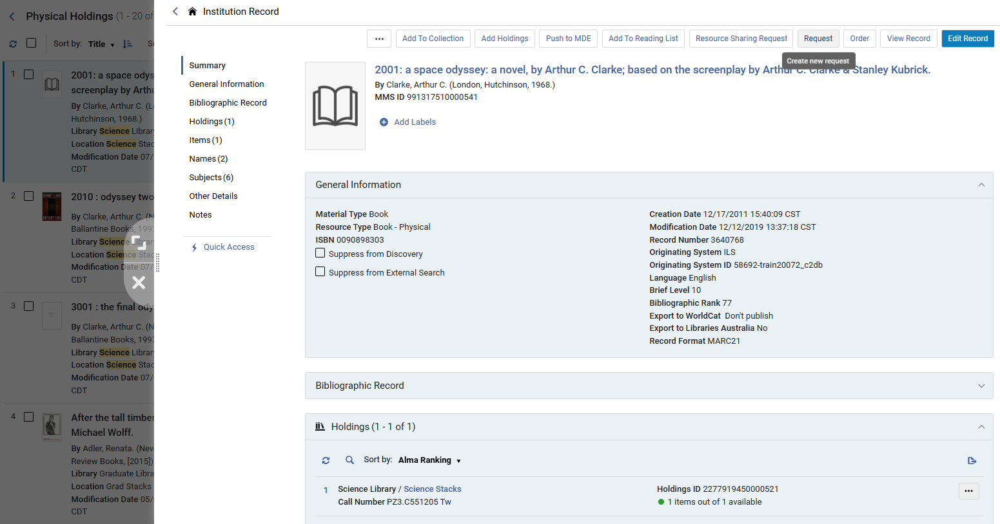 Physical Holdings (1 - 20 of
Sort by: Title
1
2001: a space odys
screenplay by Arthu
By Clarke, Arthur C. (L
Hutchinson, 1968.)
Library Science Librar
Location Science Stac
Modification Date 07/
CDT
2
2010 : odyssey two
By Clarke, Arthur C. (N
Ballantine Books, 1997
Library Science Librar
Location Science Stac
Modification Date 07/
CDT
3
3001 : the final ody
By Clarke, Arthur C. (N
Ballantine Books, 1997
Library Science Librar
Location Science Stac
Modification Date 07/
CDT
4
After the tall timber
Michael Wolff.
By Adler, Renata. (New
Review Books, [2015])
Library Graduate Libra
Location Grad Stacks
Modification Date 05/
CDT
Institution Record
Add To Collection
Add Holdings
Push to MDE
Add To Reading List
Resource Sharing Request
Request
Order
View Record
Edit Record
Create new request
Summary
General Information
Bibliographic Record
Holdings (1)
Items (1)
Names (2)
Subjects (6)
Other Details
Notes
Quick Access
2001: a space odyssey: a novel, by Arthur C. Clarke; based on the screenplay by Arthur C. Clarke & Stanley Kubrick.
By Clarke, Arthur C. (London, Hutchinson, 1968.)
MMS ID 991317510000541
Add Labels
General Information
Material Type Book
Resource Type Book - Physical
ISBN 0090898303
Suppress from Discovery
Suppress from External Search
Creation Date 12/17/2011 15:40:09 CST
Modification Date 12/12/2019 13:37:18 CST
Record Number 3640768
Originating System ILS
Originating System ID 58692-train20072_c2db
Language English
Brief Level 10
Bibliographic Rank 77
Export to WorldCat Don't publish
Export to Libraries Australia No
Record Format MARC21
Bibliographic Record
Holdings (1 - 1 of 1)
Sort by: Alma Ranking
1
Science Library / Science Stacks
Call Number PZ3.C551205 Tw
Holdings ID 2277919450000521
1 items out of 1 available